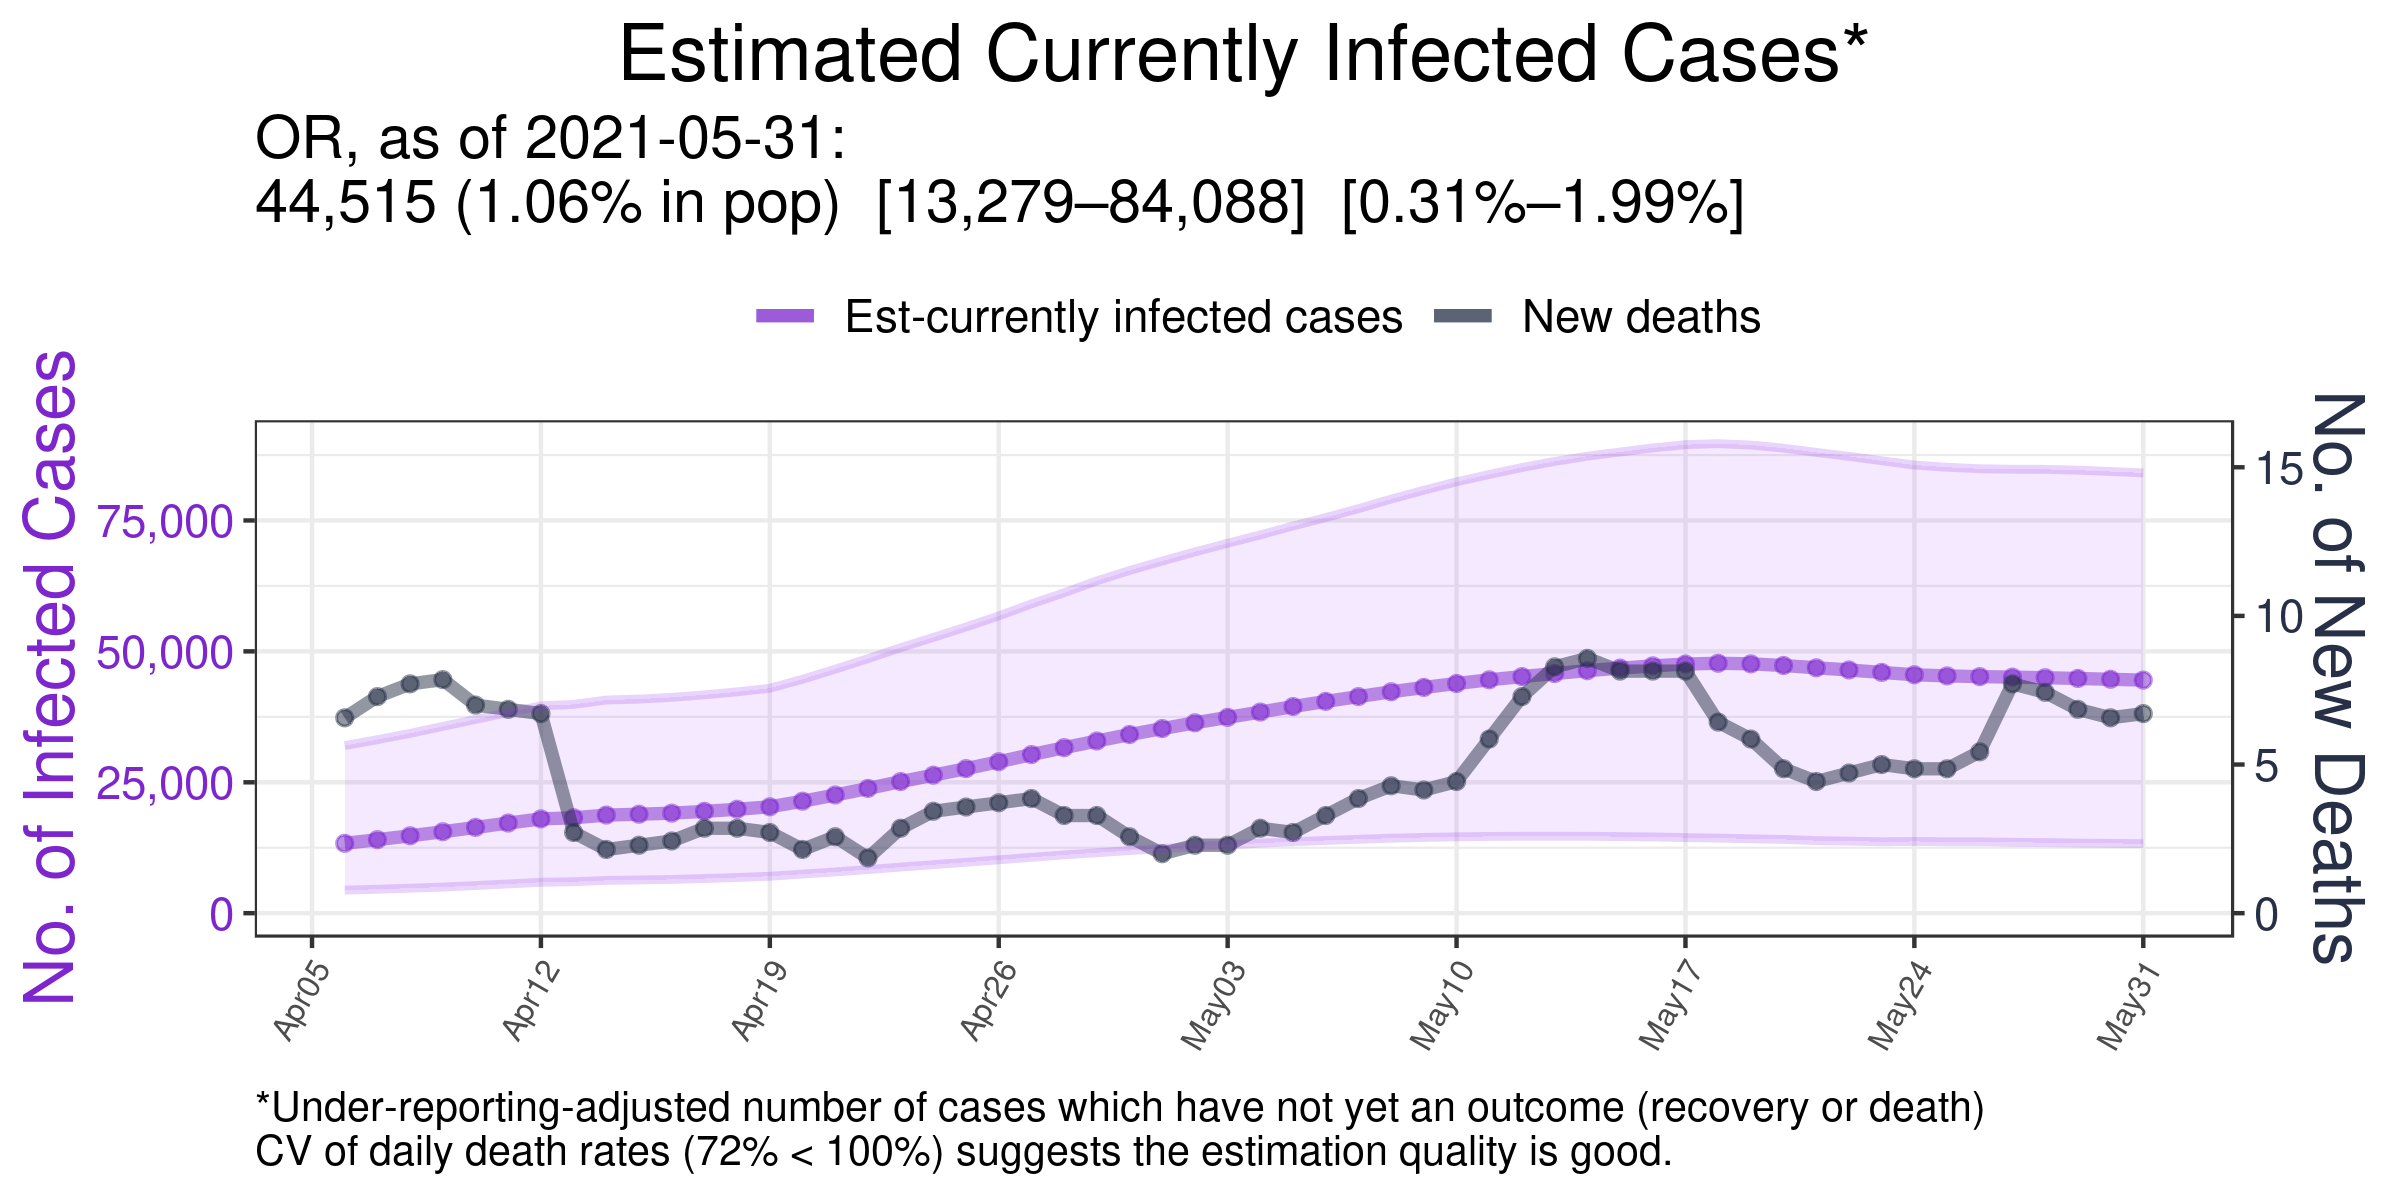 Estimated Currently Infected Cases*
OR, as of 2021-05-31:
44,515 (1.06% in pop) [13,279–84,088] [0.31%–1.99%]
Est-currently infected cases
New deaths
No. of Infected Cases
75,000
50,000
25,000
0
15
10
5
0
No. of New Deaths
Apr05
Apr12
Apr19
Apr26
May03
May10
May17
May24
May31
*Under-reporting-adjusted number of cases which have not yet an outcome (recovery or death)
CV of daily death rates (72% < 100%) suggests the estimation quality is good.